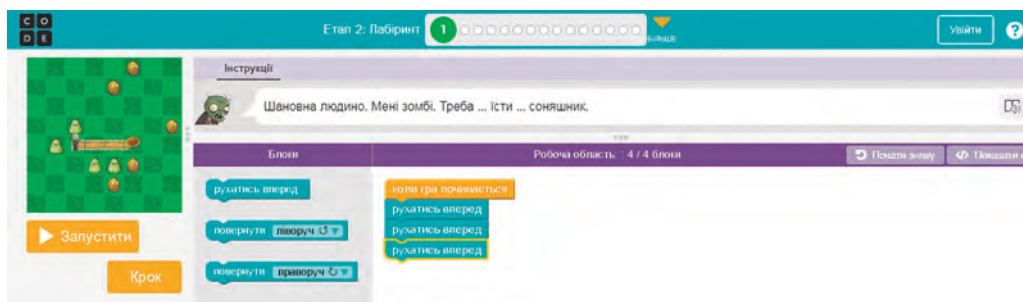 C O
D E
Етап 2: Лабіринт
1
БІЛЬШЕ
Увійти
?
Інструкції
Шановна людино. Мені зомбі. Треба ... їсти ... соняшник.
Блоки
Робоча область: : 4 / 4 блоки
Почати знову
Показати
рухатись вперед
повернути ліворуч
повернути праворуч
коли гра починається
рухатись вперед
рухатись вперед
рухатись вперед
Запустити
Крок